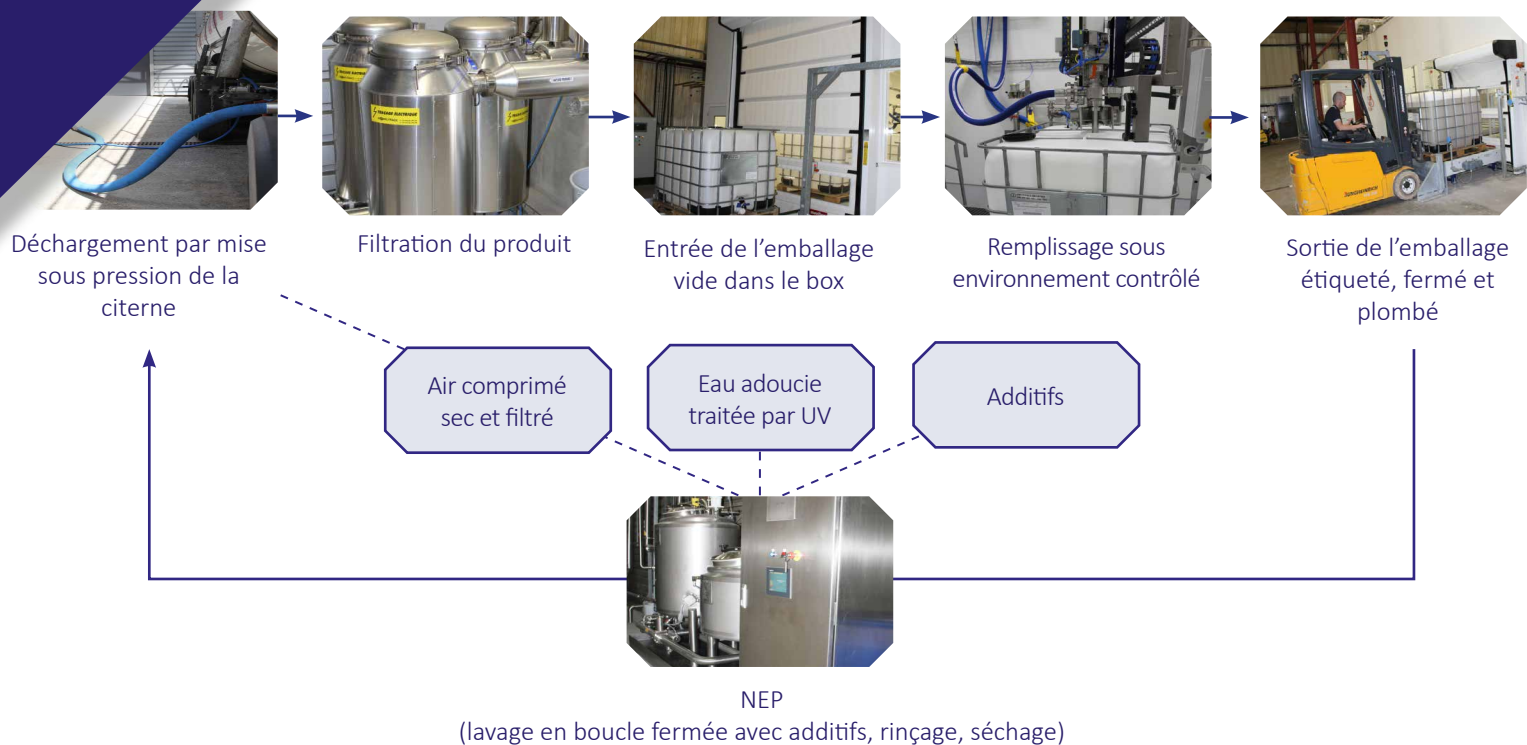 TENSION ELECTRIQUE
Déchargement par mise
sous pression de la
citerne
Filtration du produit
Entrée de l’emballage
vide dans le box
Remplissage sous
environnement contrôlé
Sortie de l’emballage
étiqueté, fermé et
plombé
Air comprimé
sec et filtré
Eau adoucie
traitée par UV
Additifs
NEP
(lavage en boucle fermée avec additifs, rinçage, séchage)